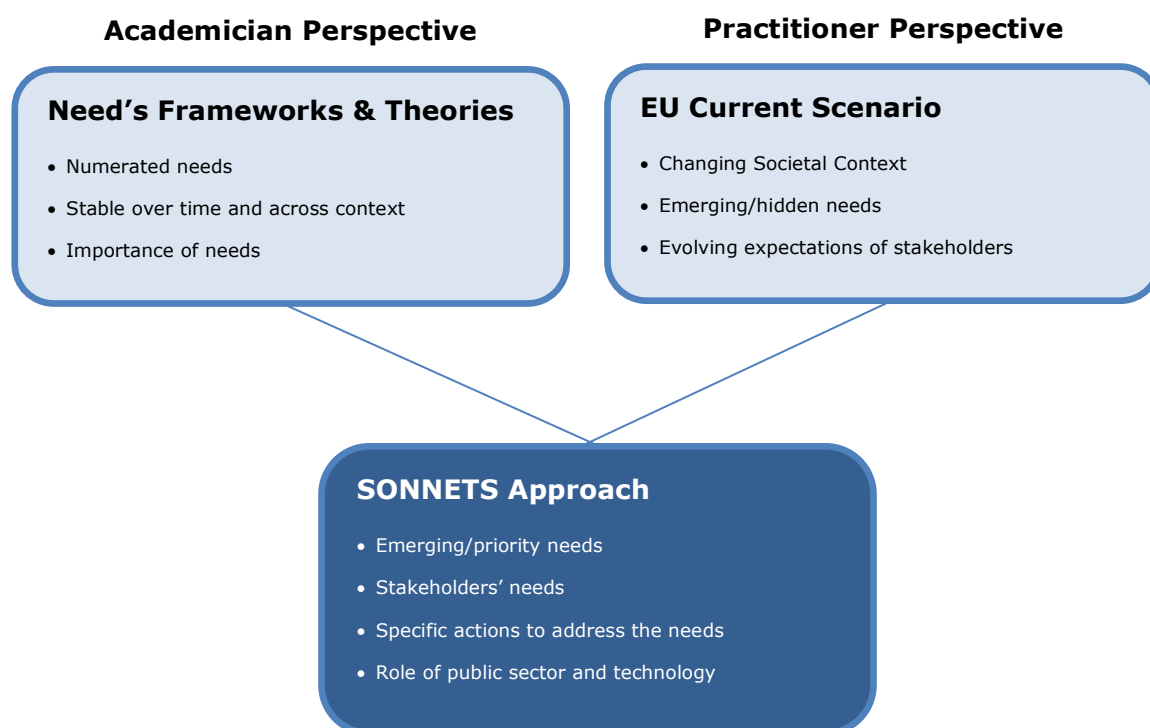 Academician Perspective
Need’s Frameworks & Theories
• Numerated needs
• Stable over time and across context
• Importance of needs
Practitioner Perspective
EU Current Scenario
• Changing Societal Context
• Emerging/hidden needs
• Evolving expectations of stakeholders
SONNETS Approach
• Emerging/priority needs
• Stakeholders’ needs
• Specific actions to address the needs
• Role of public sector and technology